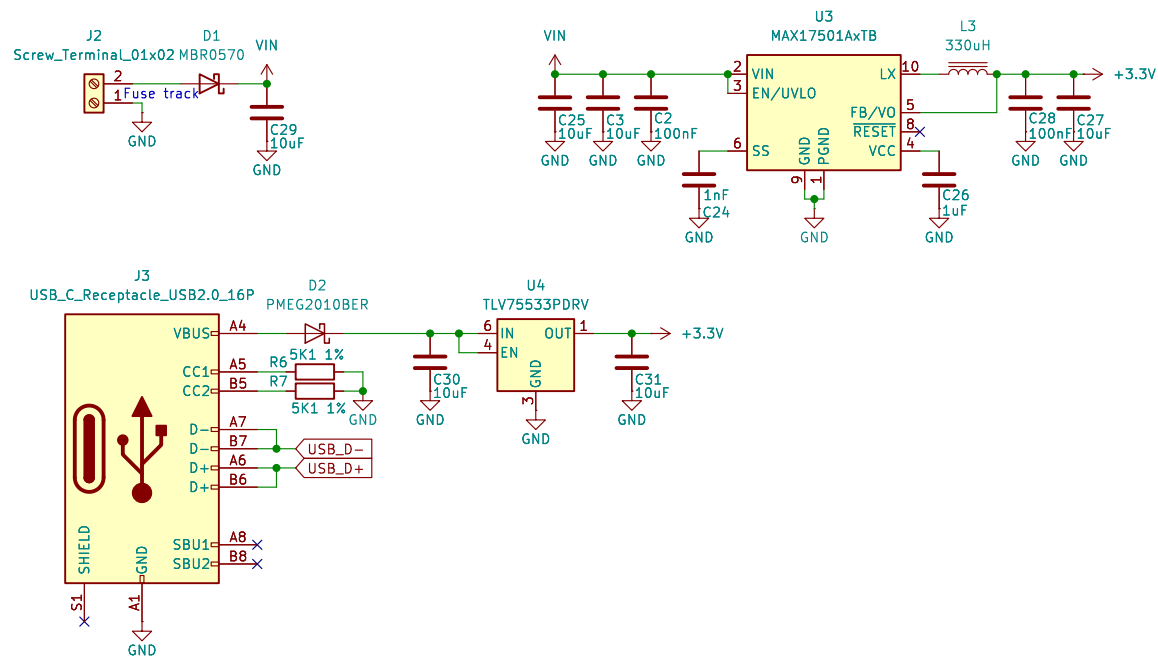 J2
Screw_Terminal_01x02
D1
MBR0570
VIN
2
1
Fuse track
GND
C29
10uF
GND
VIN
C25
10uF
GND
C3
10uF
GND
C2
100nF
GND
U3
MAX17501AxTB
2
VIN
3
EN/UVLO
6
SS
LX
10
FB/VO
5
RESET
8
VCC
4
GND
PGND
9
1
GND
1nF
C24
GND
L3
330uH
+3.3V
C28
100nF
GND
C27
10uF
GND
C26
1uF
GND
J3
USB_C_Receptacle_USB2.0_16P
VBUS
A4
CC1
A5
CC2
B5
D-
A7
D-
B7
D+
A6
D+
B6
SBU1
A8
SBU2
B8
SHIELD
GND
S1
A1
GND
D2
PMEG2010BER
R6
5K1 1%
R7
5K1 1%
GND
USB_D-
USB_D+
C30
10uF
GND
U4
TLV75533PDRV
6
IN
4
EN
OUT
1
GND
3
GND
C31
10uF
GND
+3.3V